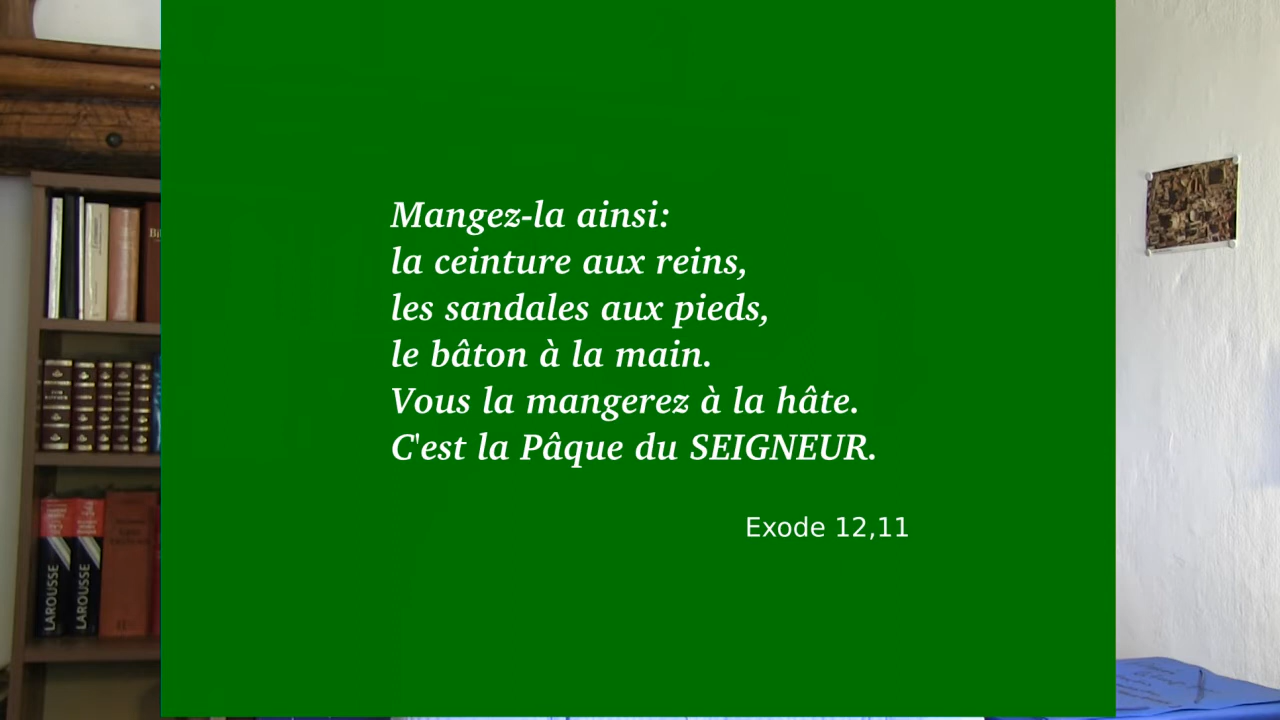 Mangez-la ainsi:
la ceinture aux reins,
les sandales aux pieds,
le bâton à la main.
Vous la mangerez à la hâte.
C'est la Pâque du SEIGNEUR.
Exode 12,11
LAROUSSE
LAROUSSE